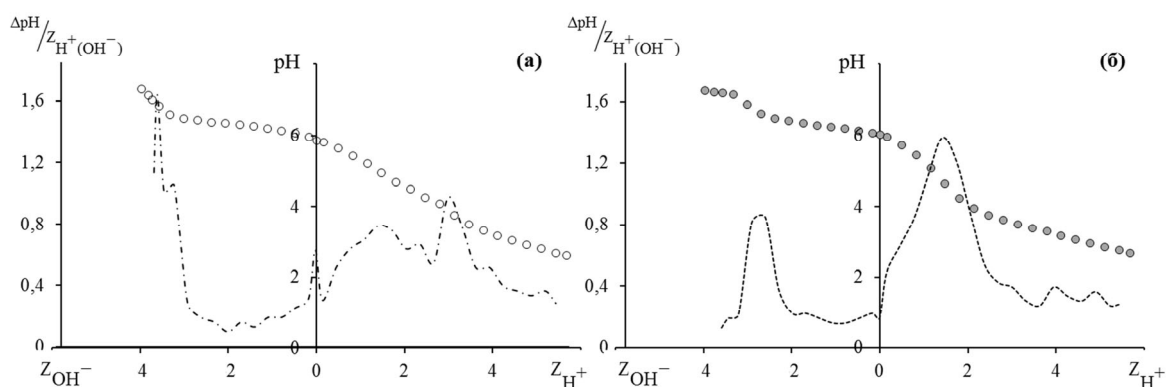 ΔpH/Z_H⁺(OH⁻) ΔpH/Z_H⁺(OH⁻)
pH (а) pH (б)
1,6 1,6
6 6
1,2 1,2
4 4
0,8 0,8
2 2
0,4 0,4
0 0 0 0
4 2 0 2 4 4 2 0 2 4
Z_OH⁻ Z_H⁺ Z_OH⁻ Z_H⁺